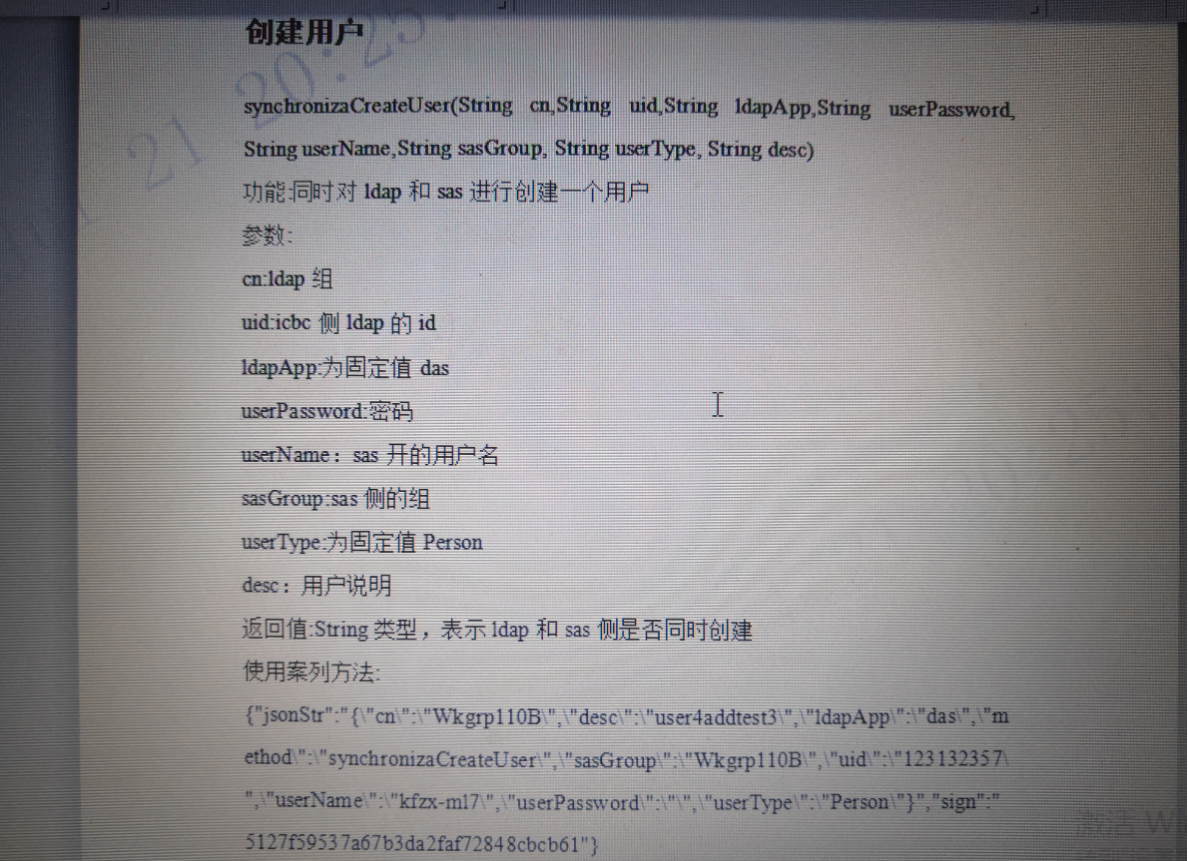 创建用户
synchronizaCreateUser(String cn,String uid,String ldapApp,String userPassword,
String userName,String sasGroup, String userType, String desc)
功能:同时对 ldap 和 sas 进行创建一个用户
参数:
cn:ldap 组
uid:icbc 侧 ldap 的 id
ldapApp:为固定值 das
userPassword:密码
userName：sas 开的用户名
sasGroup:sas 侧的组
userType:为固定值 Person
desc：用户说明
返回值:String 类型，表示 ldap 和 sas 侧是否同时创建
使用案列方法:
{"jsonStr":"{\"cn\":\"Wkgrp110B\",\"desc\":\"user4addtest3\",\"ldapApp\":\"das\",\"m
ethod\":\"synchronizaCreateUser\",\"sasGroup\":\"Wkgrp110B\",\"uid\":\"123132357\
",\"userName\":\"kfzx-m17\",\"userPassword\":\"\",\"userType\":\"Person\"}","sign":"
5127f59537a67b3da2faf72848cbcb61"}
21 20:25
激活 Wi